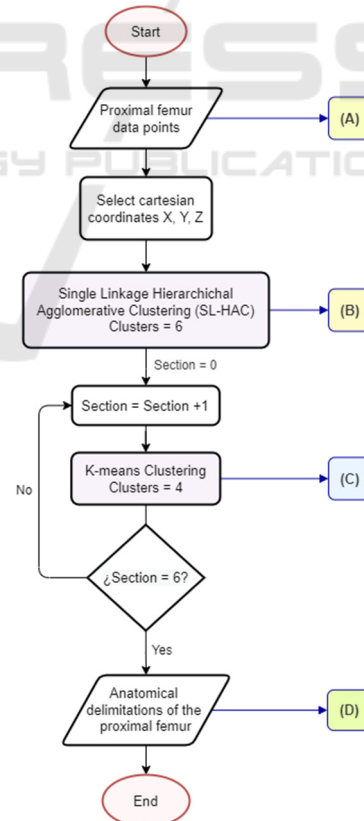 Start
Proximal femur
data points
(A)
Select cartesian
coordinates X, Y, Z
Single Linkage Hierarchichal
Agglomerative Clustering (SL-HAC)
Clusters = 6
(B)
Section = 0
Section = Section +1
K-means Clustering
Clusters = 4
(C)
No
¿Section = 6?
Yes
Anatomical
delimitations of the
proximal femur
(D)
End